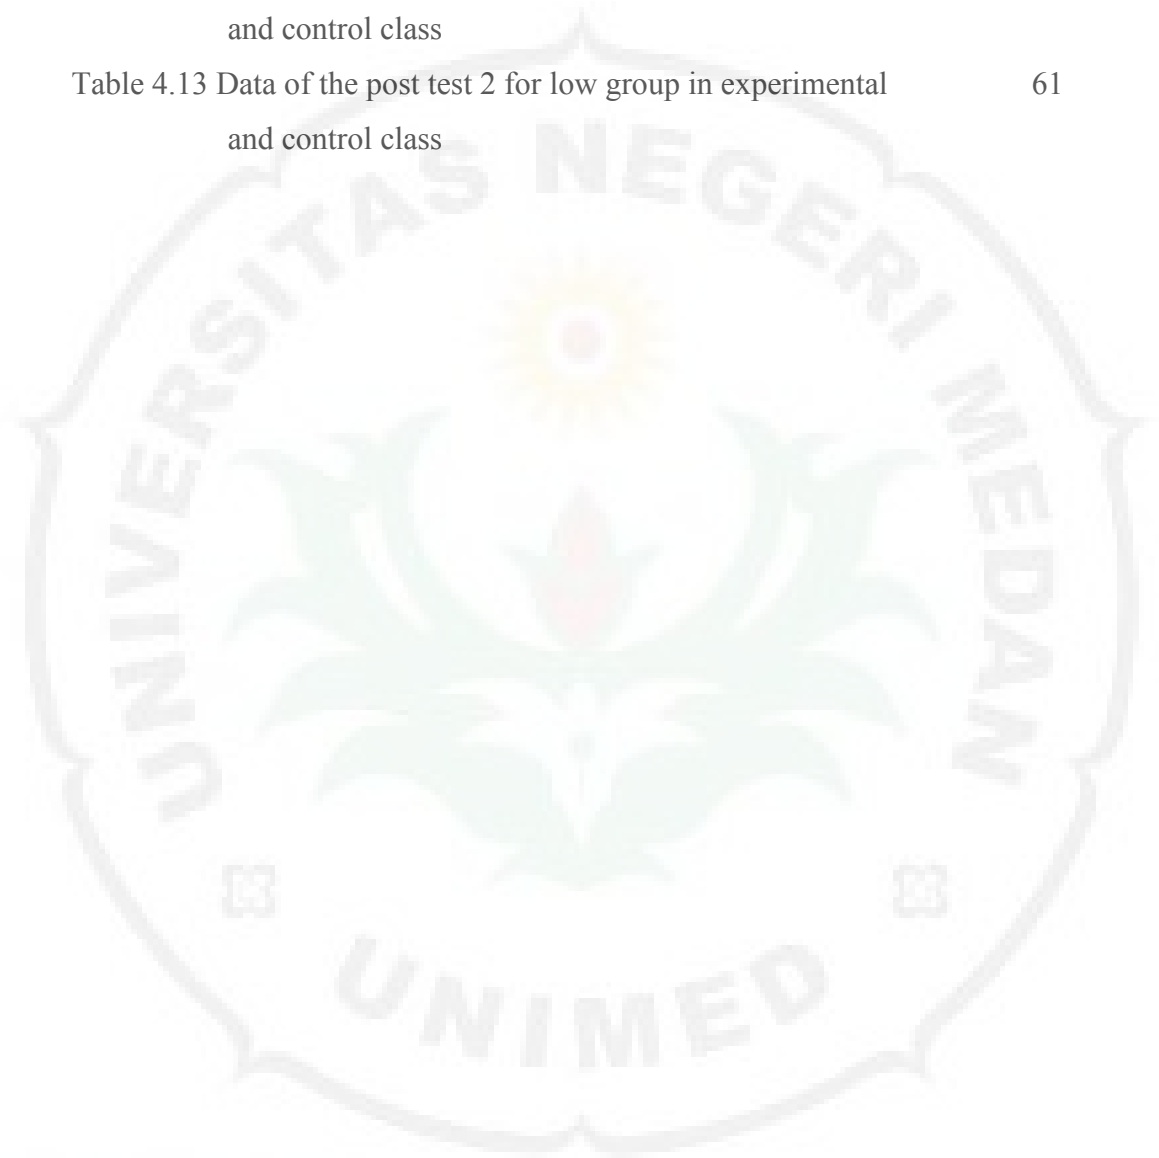 and control class
Table 4.13 Data of the post test 2 for low group in experimental 61
and control class
UNIVERSITAS NEGERI MEDAN
UNIMED